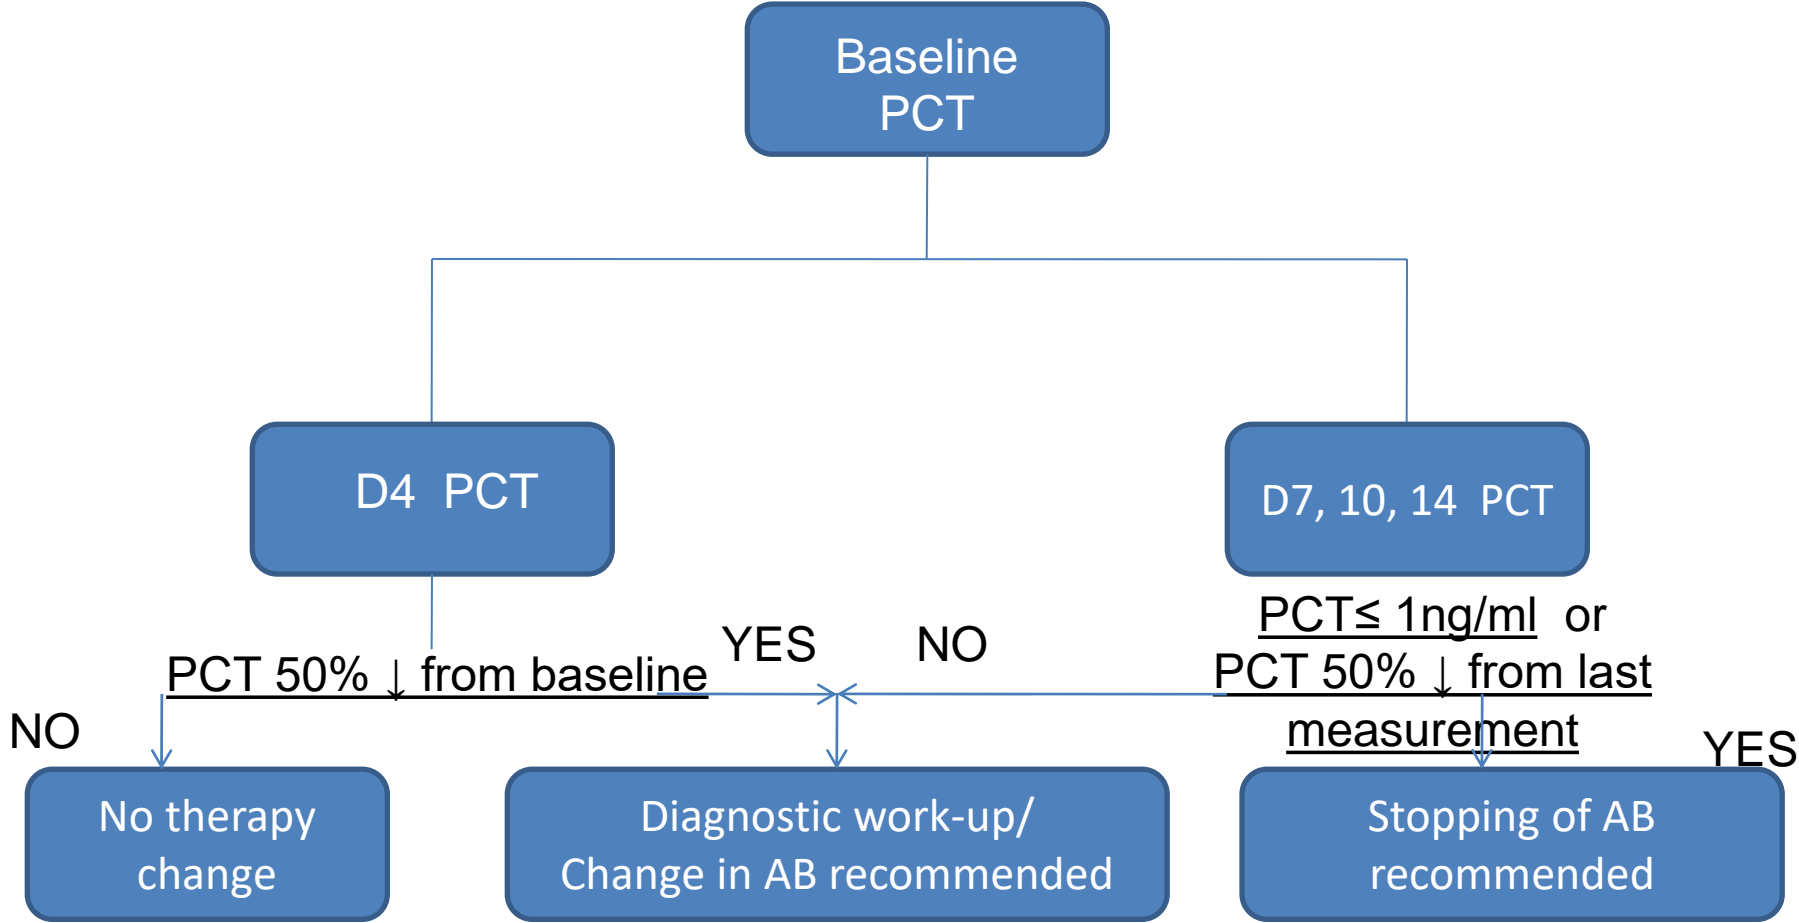 Baseline
PCT
D4 PCT
D7, 10, 14 PCT
PCT≤ 1ng/ml or
YES
NO
PCT 50% ↓ from baseline
PCT 50% ↓ from last
measurement
NO
YES
No therapy
change
Diagnostic work-up/
Change in AB recommended
Stopping of AB
recommended